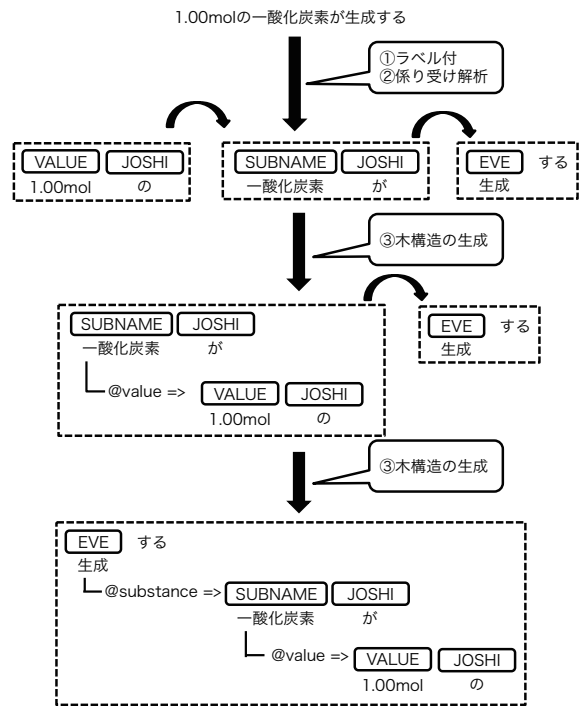 1.00molの一酸化炭素が生成する
①ラベル付
②係り受け解析
VALUE JOSHI SUBNAME JOSHI EVE する
1.00mol の 一酸化炭素 が 生成
③木構造の生成
SUBNAME JOSHI EVE する
一酸化炭素 が 生成
@value => VALUE JOSHI
1.00mol の
③木構造の生成
EVE する
生成
@substance => SUBNAME JOSHI
一酸化炭素 が
@value => VALUE JOSHI
1.00mol の